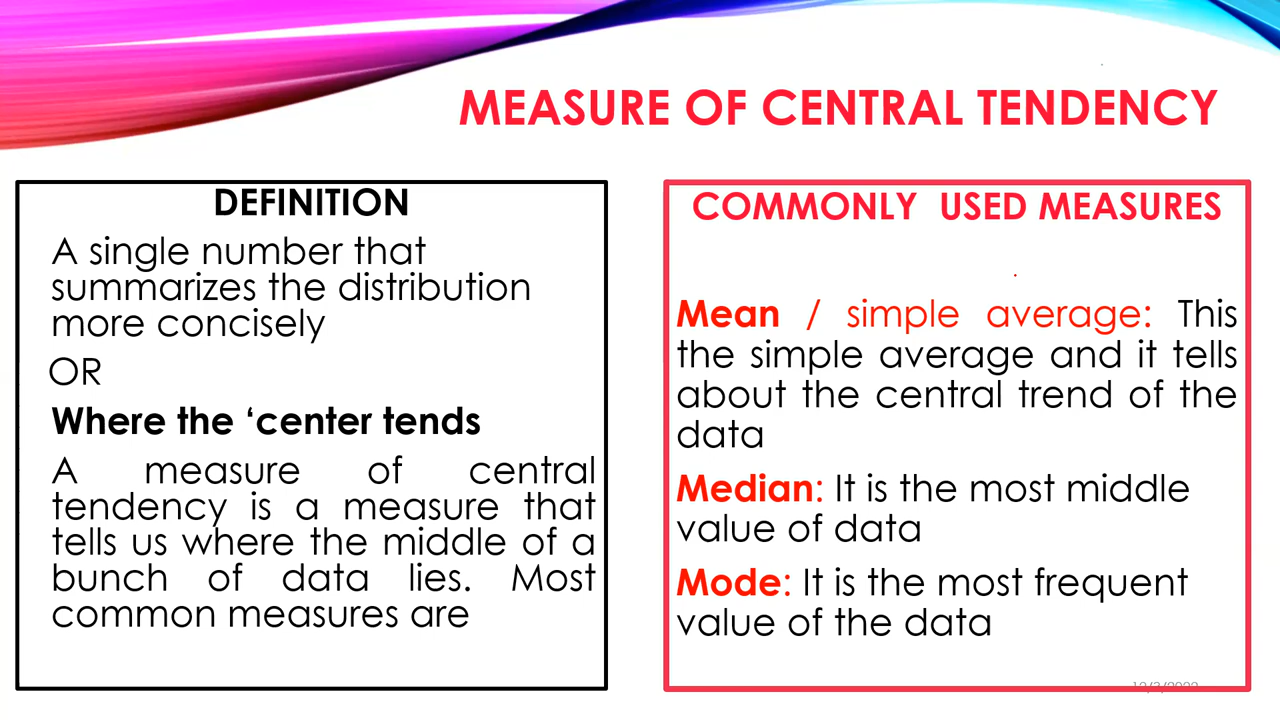 MEASURE OF CENTRAL TENDENCY
DEFINITION
A single number that
summarizes the distribution
more concisely
OR
Where the ‘center tends
A measure of central
tendency is a measure that
tells us where the middle of a
bunch of data lies. Most
common measures are
COMMONLY USED MEASURES
.
Mean / simple average: This
the simple average and it tells
about the central trend of the
data
Median: It is the most middle
value of data
Mode: It is the most frequent
value of the data